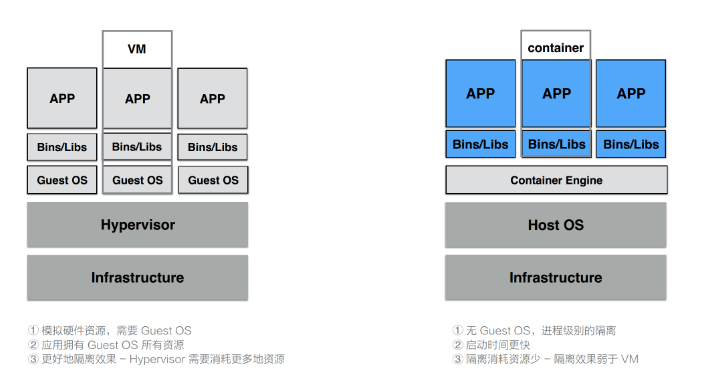 VM
APP
APP
APP
Bins/Libs
Bins/Libs
Bins/Libs
Guest OS
Guest OS
Guest OS
Hypervisor
Infrastructure
① 模拟硬件资源，需要 Guest OS
② 应用拥有 Guest OS 所有资源
③ 更好地隔离效果 – Hypervisor 需要消耗更多地资源
container
APP
APP
APP
Bins/Libs
Bins/Libs
Bins/Libs
Container Engine
Host OS
Infrastructure
① 无 Guest OS，进程级别的隔离
② 启动时间更快
③ 隔离消耗资源少 – 隔离效果弱于 VM